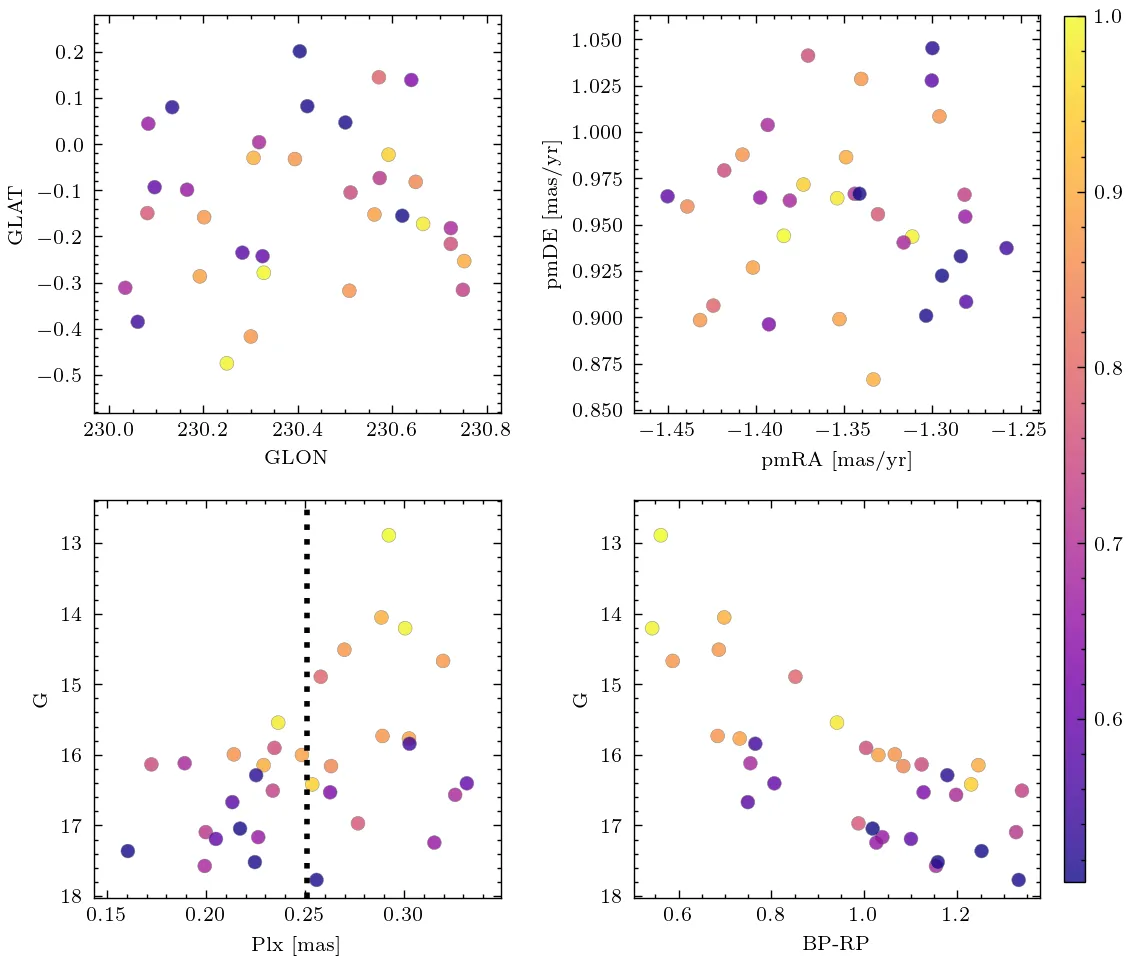 0.2
0.1
0.0
−0.1
−0.2
−0.3
−0.4
−0.5
GLAT
230.0 230.2 230.4 230.6 230.8
GLON
1.050
1.025
1.000
0.975
0.950
0.925
0.900
0.875
0.850
pmDE [mas/yr]
−1.45 −1.40 −1.35 −1.30 −1.25
pmRA [mas/yr]
1.0
0.9
0.8
0.7
0.6
13
14
15
16
17
18
G
0.15 0.20 0.25 0.30
Plx [mas]
13
14
15
16
17
18
G
0.6 0.8 1.0 1.2
BP-RP